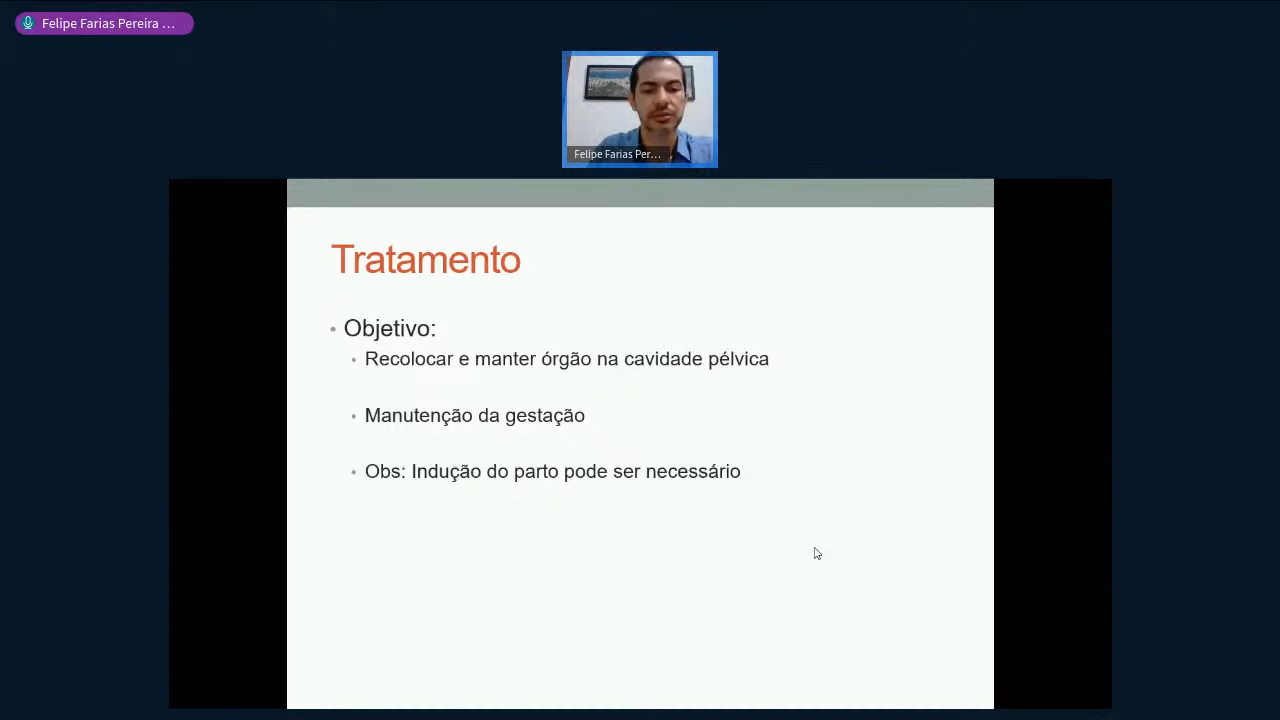 Felipe Farias Pereira ...
Felipe Farias Per...
Tratamento
• Objetivo:
• Recolocar e manter órgão na cavidade pélvica
• Manutenção da gestação
• Obs: Indução do parto pode ser necessário